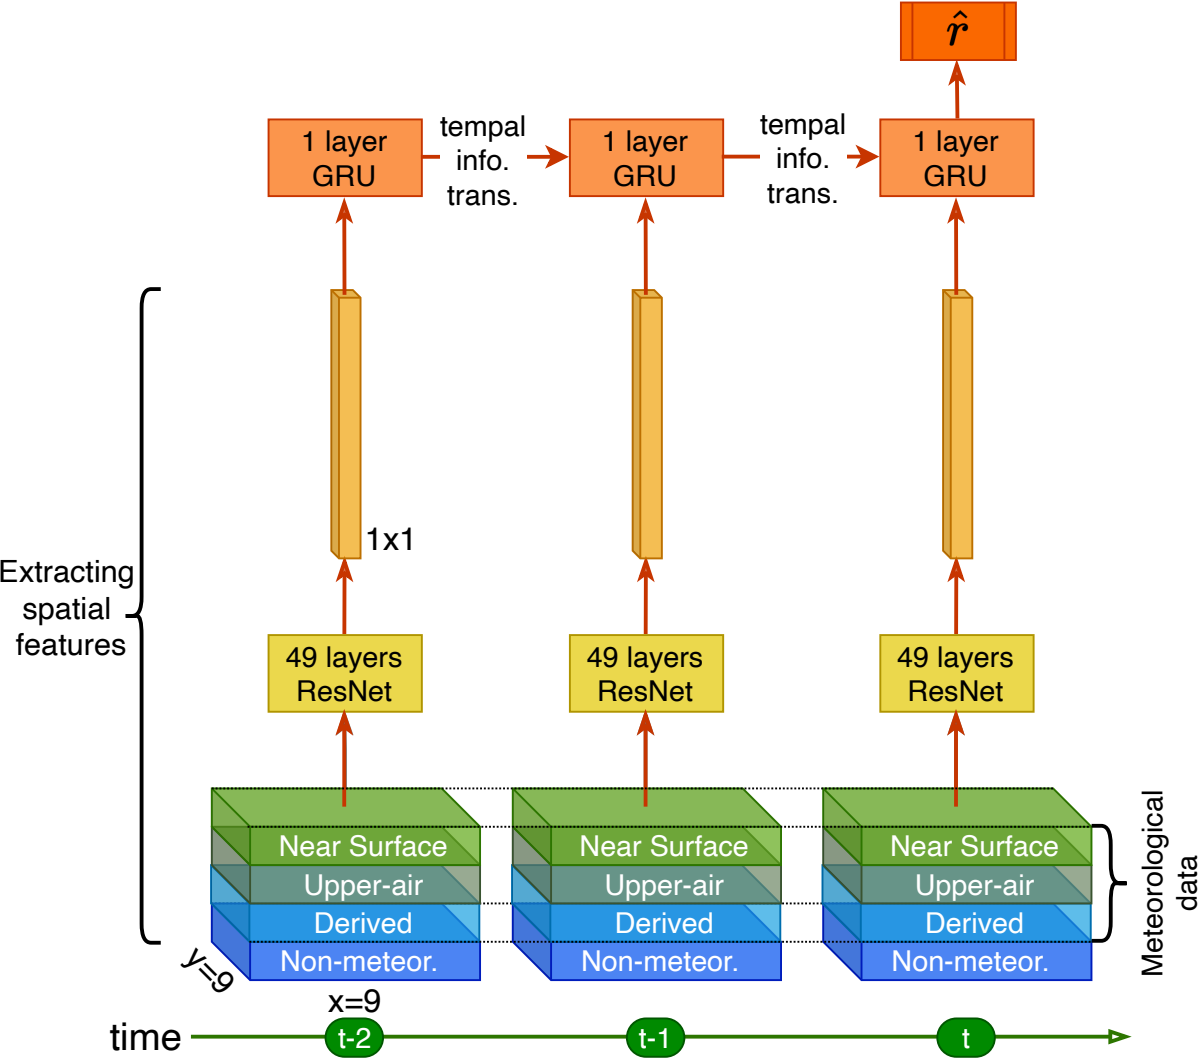 r̂
1 layer
GRU
tempal
info.
trans.
1 layer
GRU
tempal
info.
trans.
1 layer
GRU
1x1
Extracting
spatial
features
49 layers
ResNet
49 layers
ResNet
49 layers
ResNet
Near Surface
Upper-air
Derived
Non-meteor.
Near Surface
Upper-air
Derived
Non-meteor.
Near Surface
Upper-air
Derived
Non-meteor.
Meteorological
data
y=9
x=9
time
t-2
t-1
t